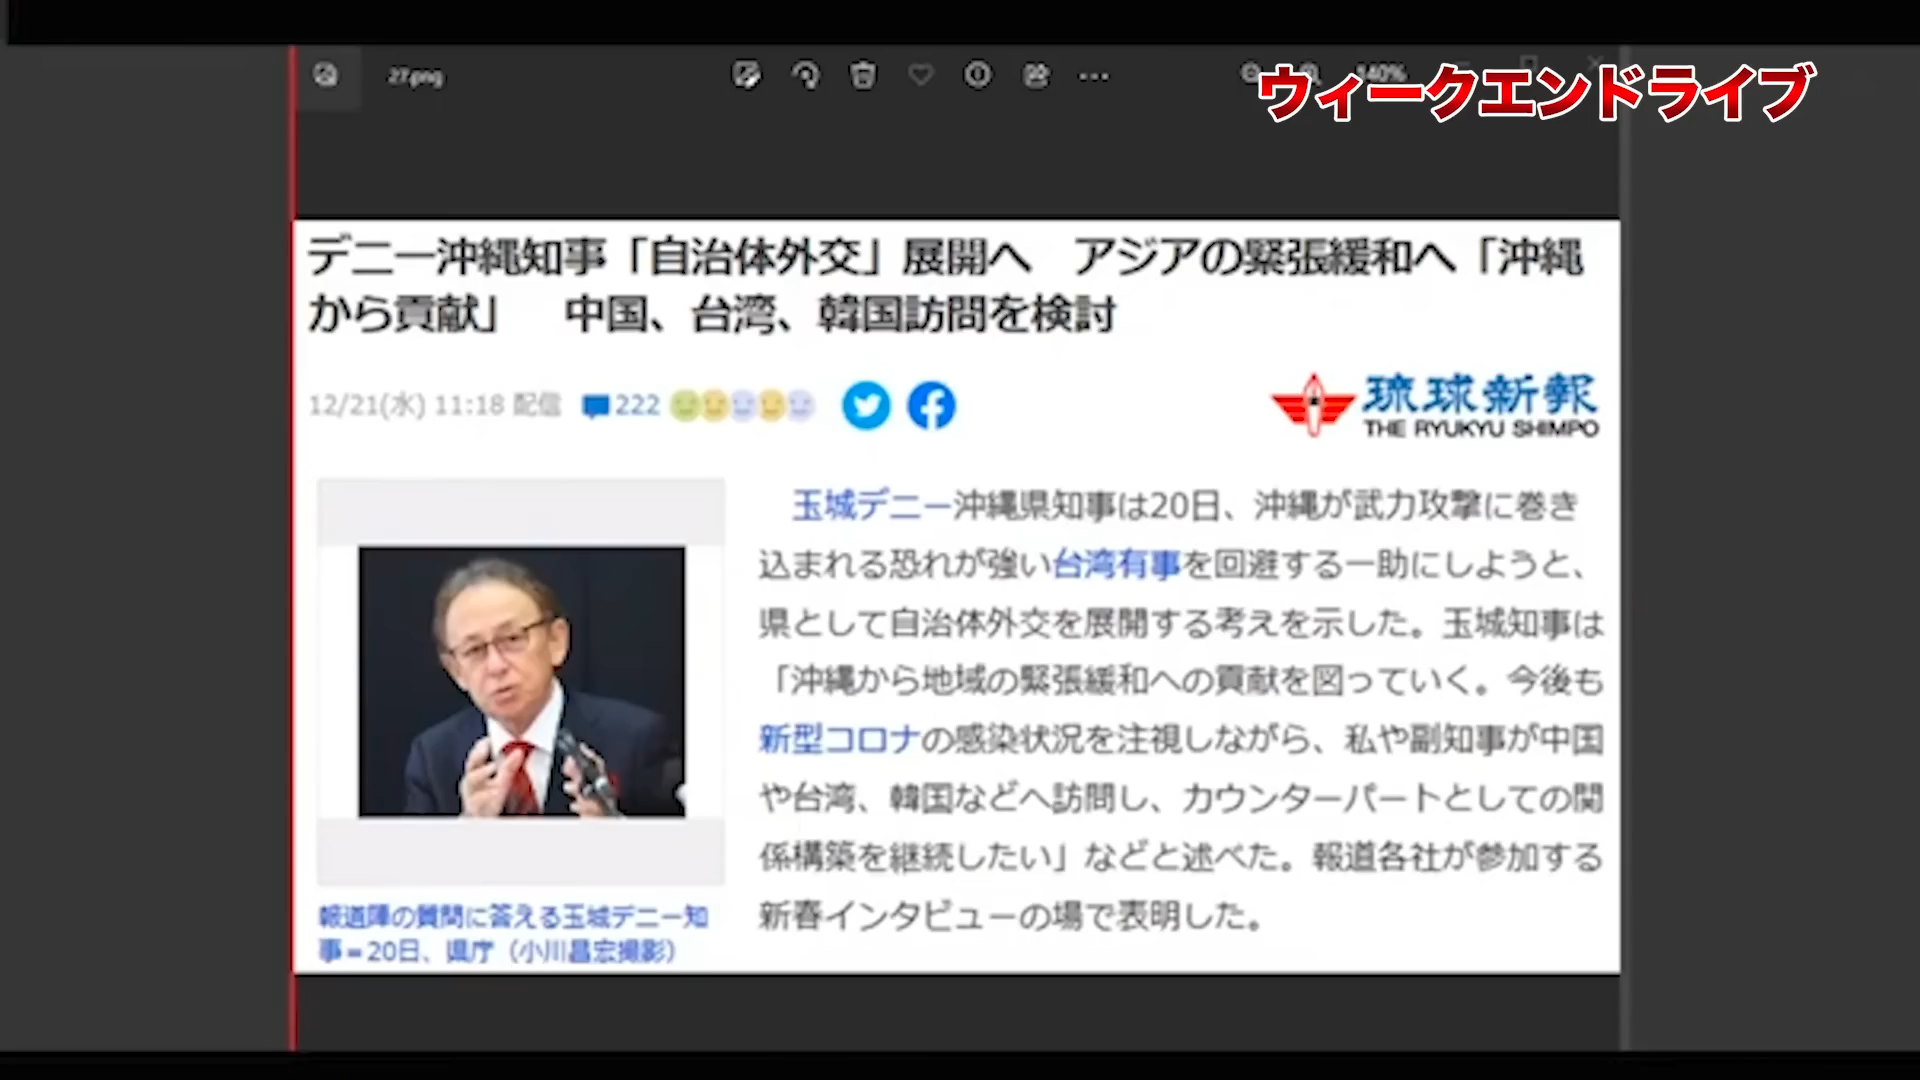 27.png
140%
ウィークエンドライブ
デニー沖縄知事「自治体外交」展開へ　アジアの緊張緩和へ「沖縄
から貢献」　中国、台湾、韓国訪問を検討
12/21(水) 11:18 配信 222
琉球新報
THE RYUKYU SHIMPO
玉城デニー沖縄県知事は20日、沖縄が武力攻撃に巻き
込まれる恐れが強い台湾有事を回避する一助にしようと、
県として自治体外交を展開する考えを示した。玉城知事は
「沖縄から地域の緊張緩和への貢献を図っていく。今後も
新型コロナの感染状況を注視しながら、私や副知事が中国
や台湾、韓国などへ訪問し、カウンターパートとしての関
係構築を継続したい」などと述べた。報道各社が参加する
新春インタビューの場で表明した。
報道陣の質問に答える玉城デニー知
事＝20日、県庁（小川昌宏撮影）